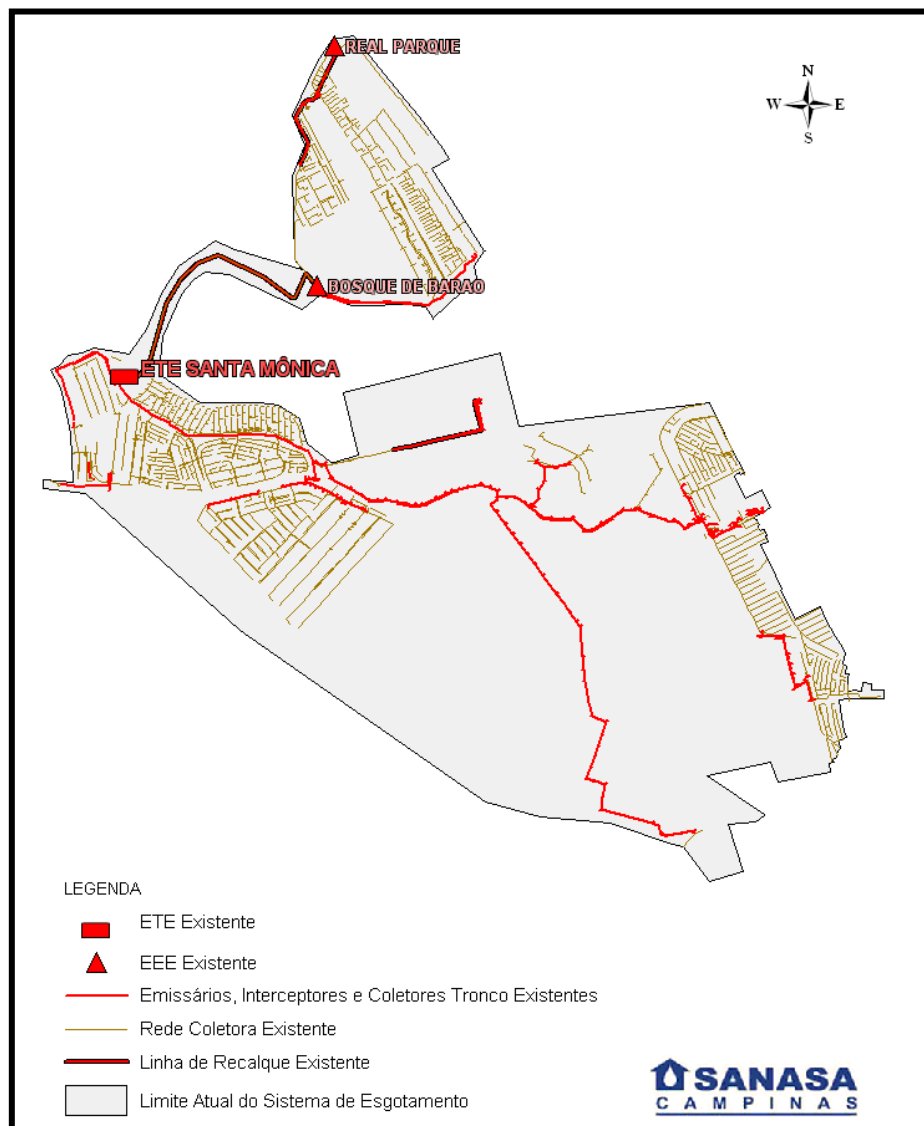 REAL PARQUE
N
W E
S
BOSQUE DE BARAO
ETE SANTA MÔNICA
LEGENDA
ETE Existente
EEE Existente
Emissários, Interceptores e Coletores Tronco Existentes
Rede Coletora Existente
Linha de Recalque Existente
Limite Atual do Sistema de Esgotamento
SANASA
CAMPINAS